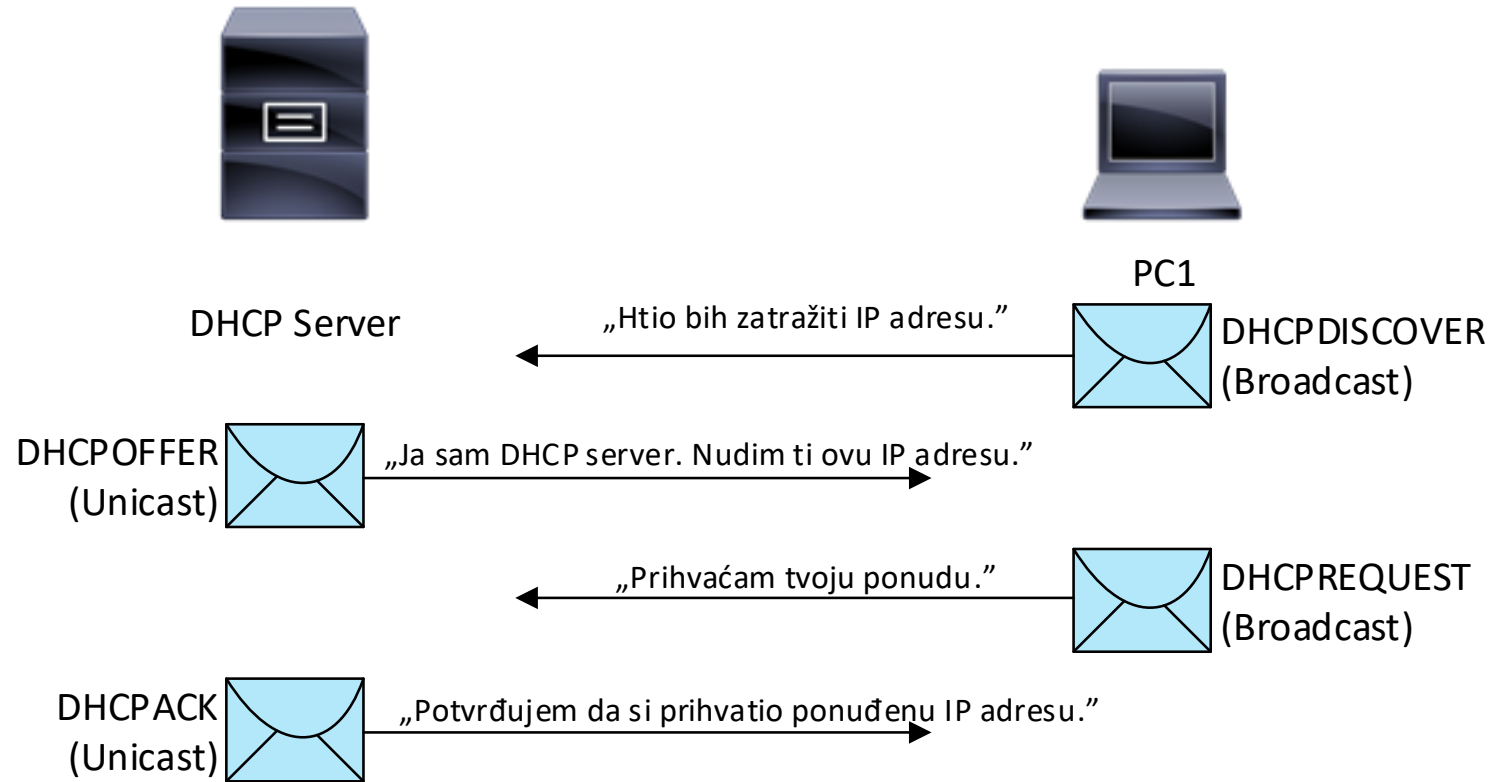 PC1
DHCP Server
„Htio bih zatražiti IP adresu.”
DHCPDISCOVER
(Broadcast)
DHCPOFFER
(Unicast)
„Ja sam DHCP server. Nudim ti ovu IP adresu.”
„Prihvaćam tvoju ponudu.”
DHCPREQUEST
(Broadcast)
DHCPACK
(Unicast)
„Potvrđujem da si prihvatio ponuđenu IP adresu.”